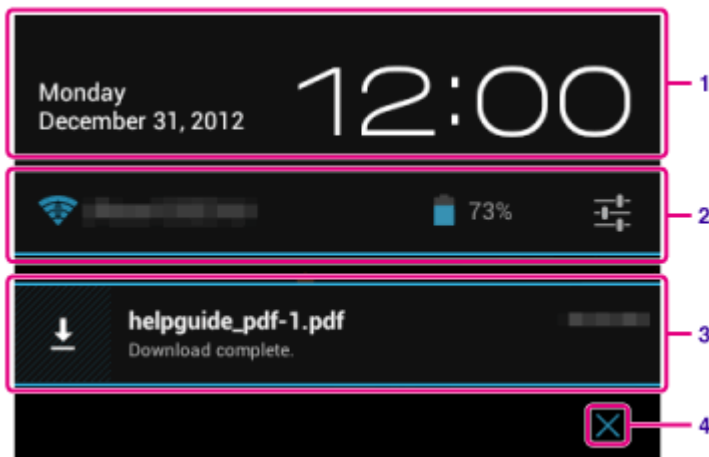 Monday
December 31, 2012
12:00
1
73%
2
helpguide_pdf-1.pdf
Download complete.
3
4